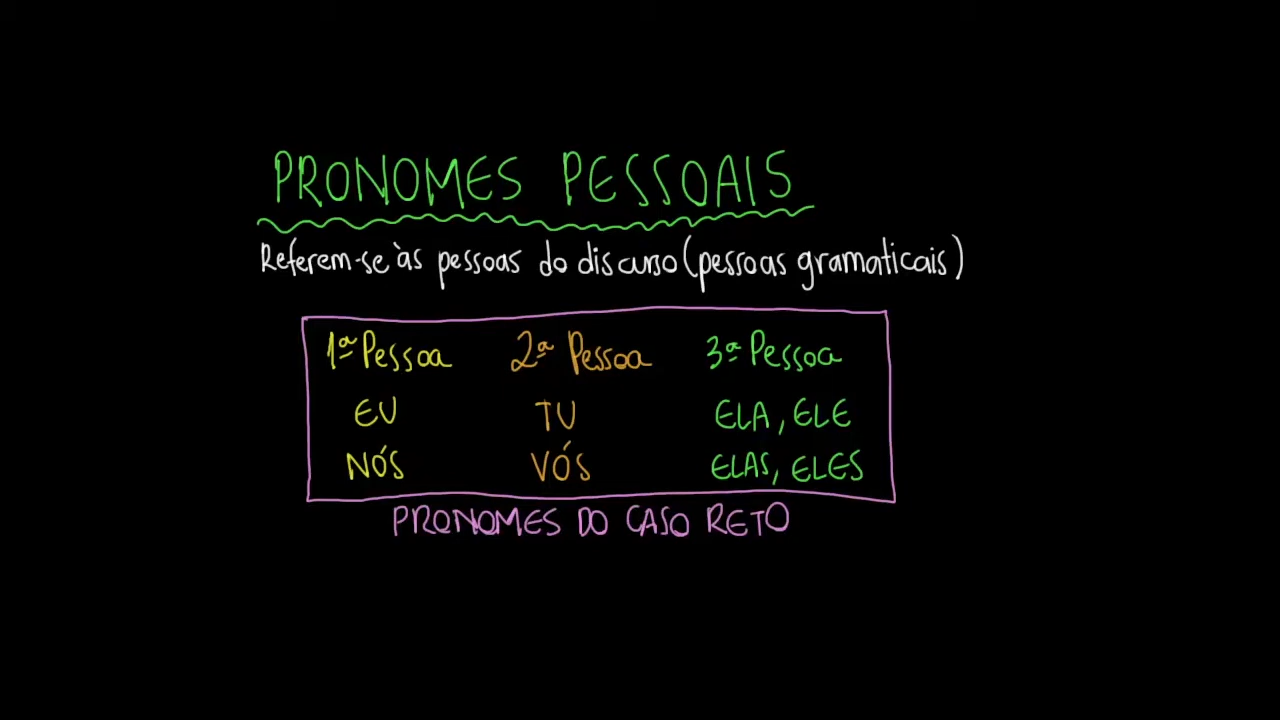 PRONOMES PESSOAIS
Referem-se às pessoas do discurso (pessoas gramaticais)
1ª Pessoa 2ª Pessoa 3ª Pessoa
EU TU ELA, ELE
NÓS VÓS ELAS, ELES
PRONOMES DO CASO RETO